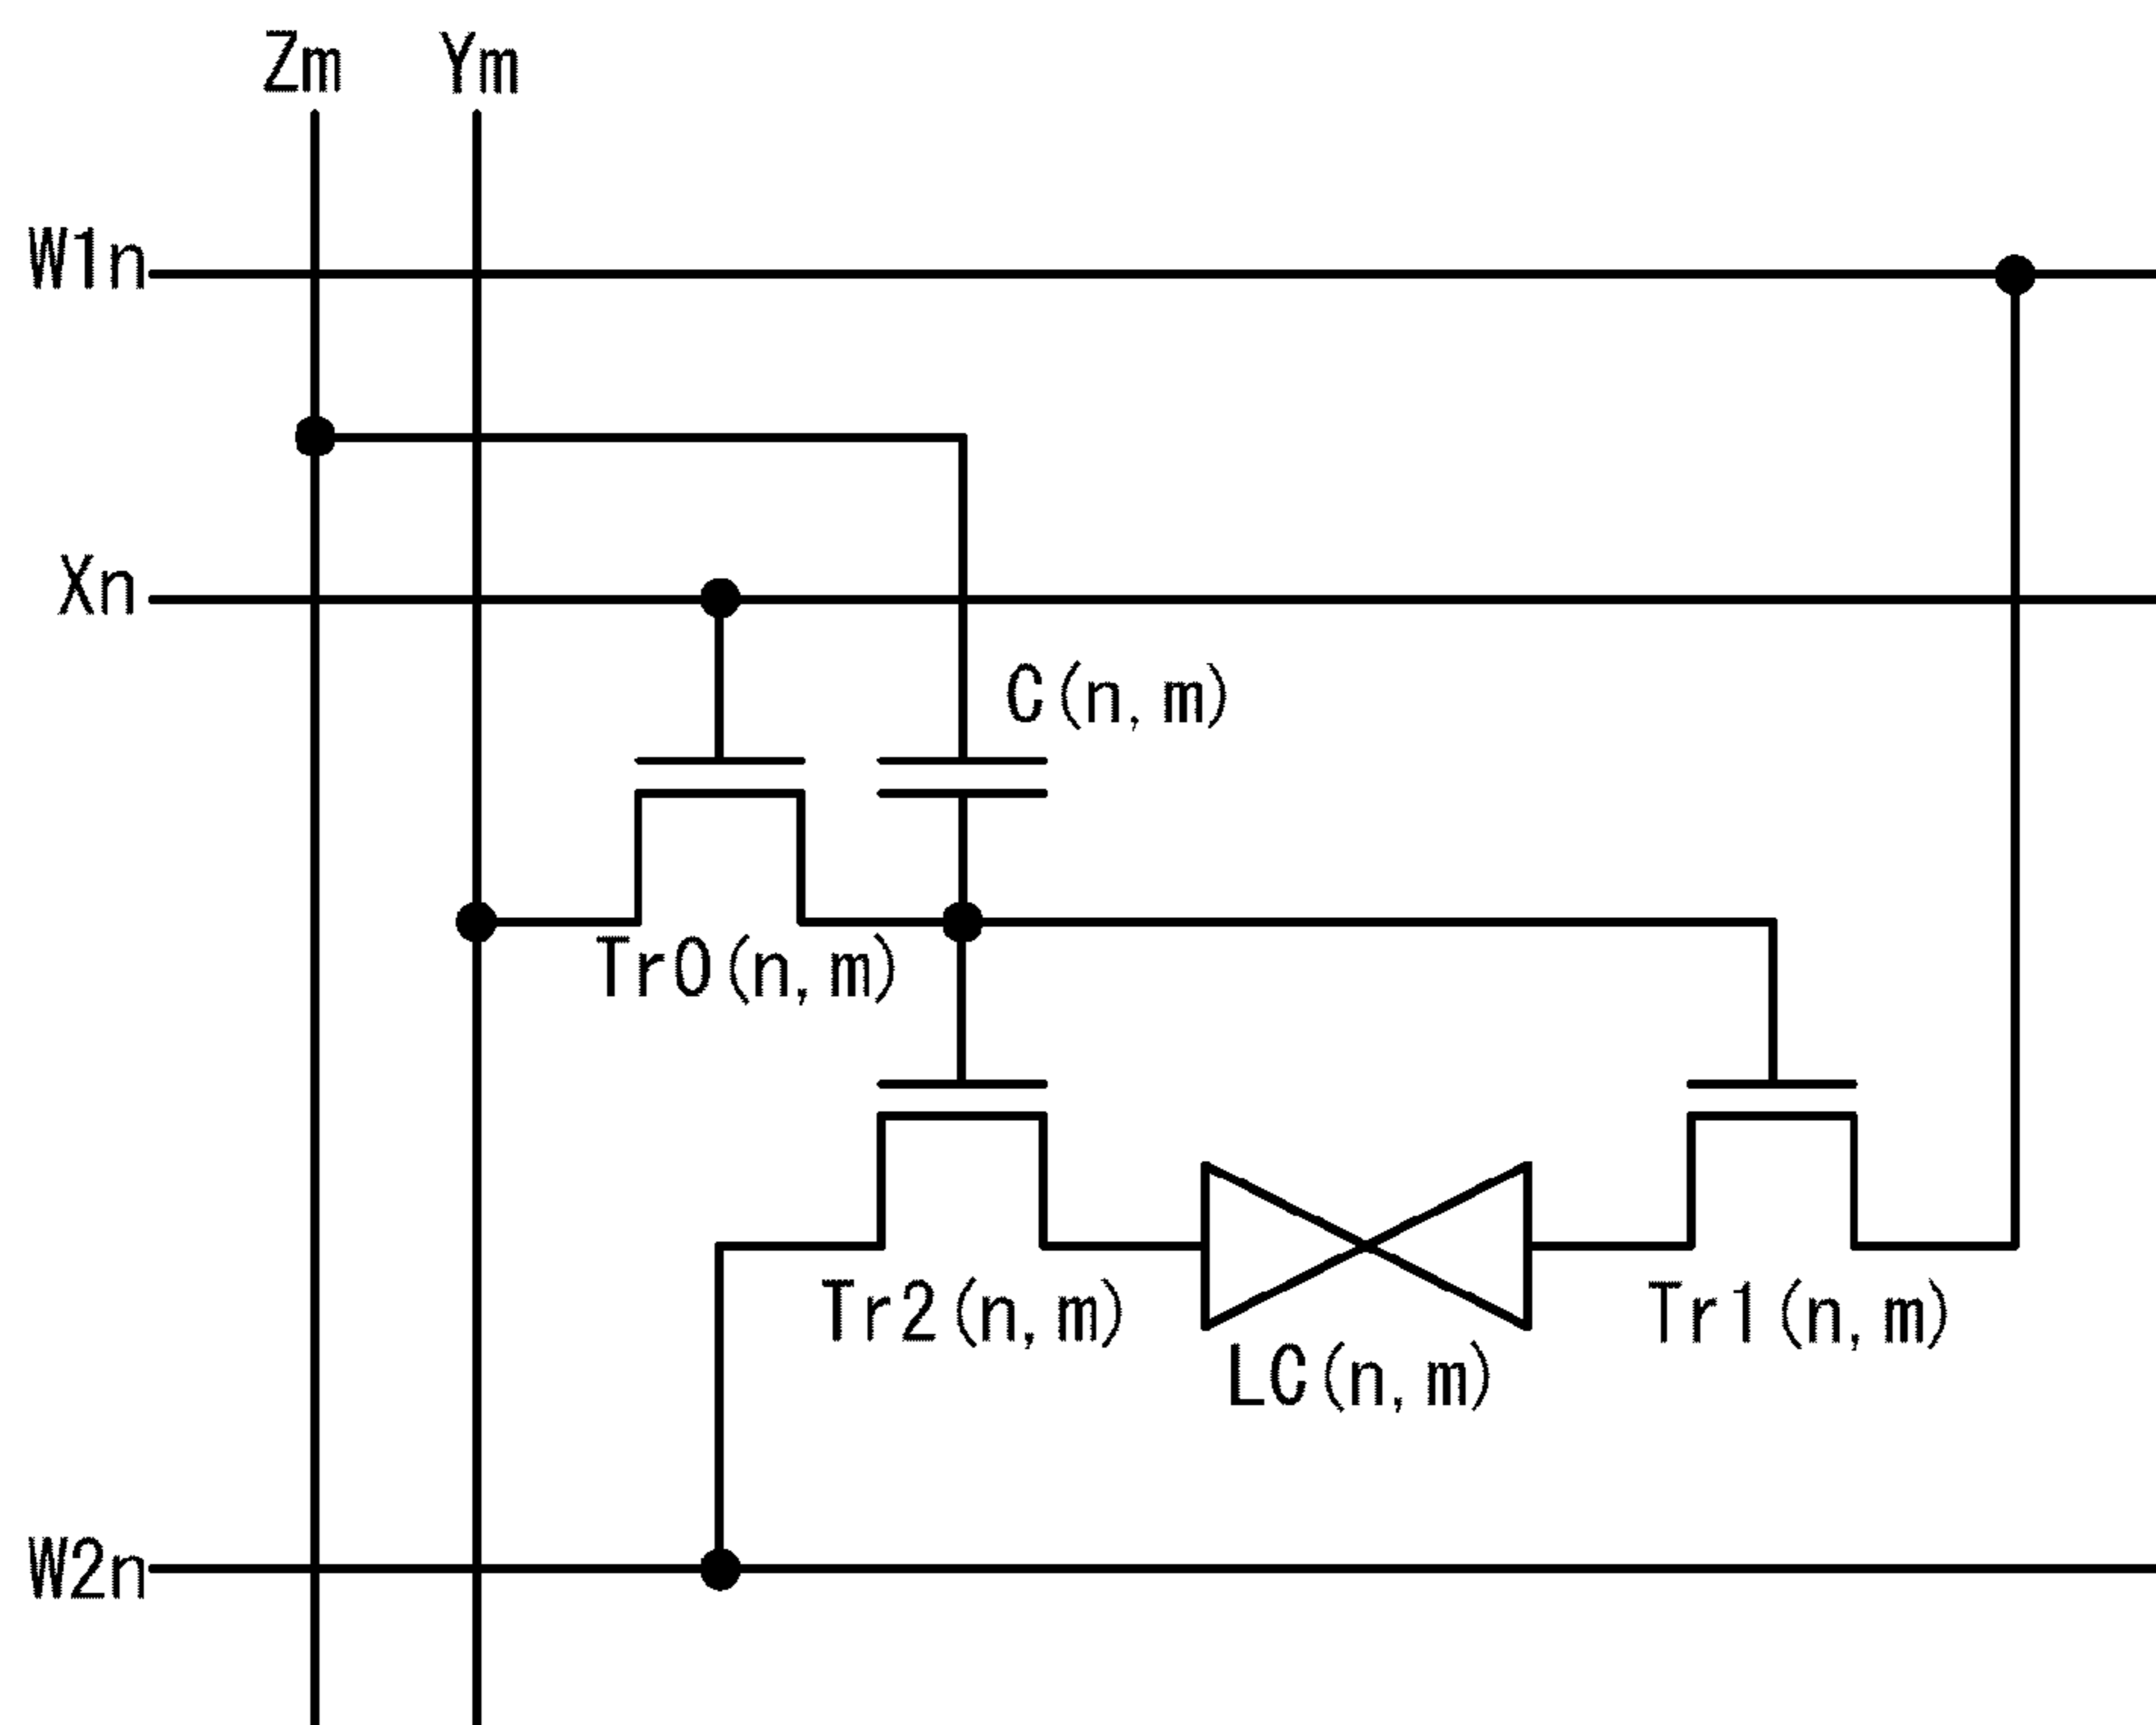 Zm
Ym
W1n
Xn
C(n,m)
Tr0(n,m)
Tr2(n,m)
Tr1(n,m)
LC(n,m)
W2n